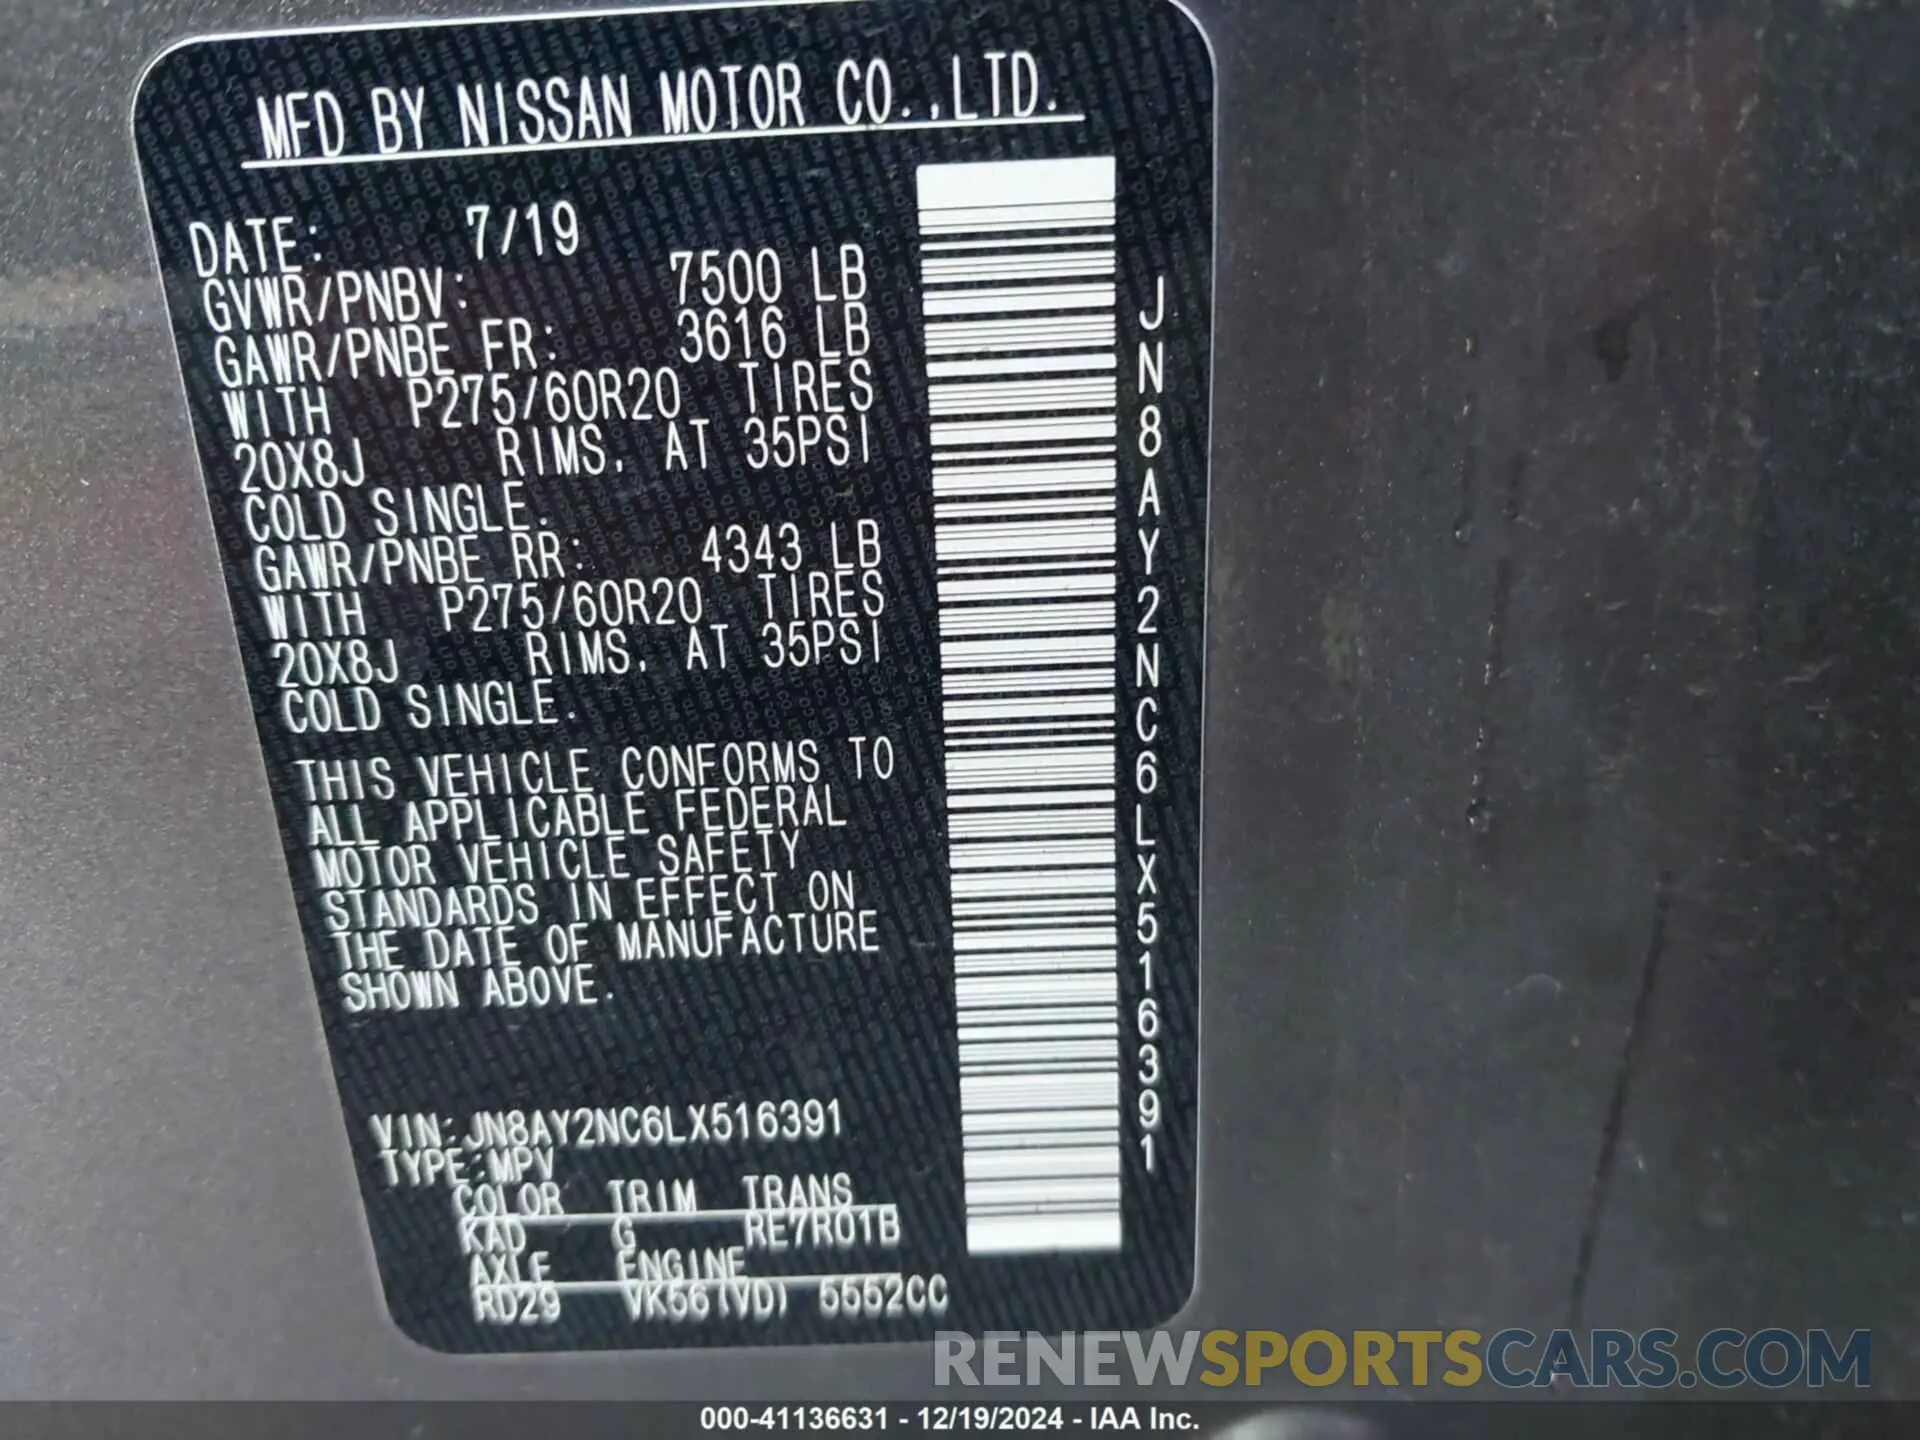 MFD BY NISSAN MOTOR CO.,LTD.
DATE: 7/19
GVWR/PNBV: 7500 LB
GAWR/PNBE FR: 3616 LB
WITH P275/60R20 TIRES
20X8J RIMS, AT 35PSI
COLD SINGLE.
GAWR/PNBE RR: 4343 LB
WITH P275/60R20 TIRES
20X8J RIMS, AT 35PSI
COLD SINGLE.
THIS VEHICLE CONFORMS TO
ALL APPLICABLE FEDERAL
MOTOR VEHICLE SAFETY
STANDARDS IN EFFECT ON
THE DATE OF MANUFACTURE
SHOWN ABOVE.
VIN:JN8AY2NC6LX516391
TYPE:MPV
COLOR TRIM TRANS
KAD G RE7R01B
AXLE ENGINE
RD29 VK56(VD) 5552CC
JN8AY2NC6LX516391
RENEWSPORTSCARS.COM
000-41136631 - 12/19/2024 - IAA Inc.